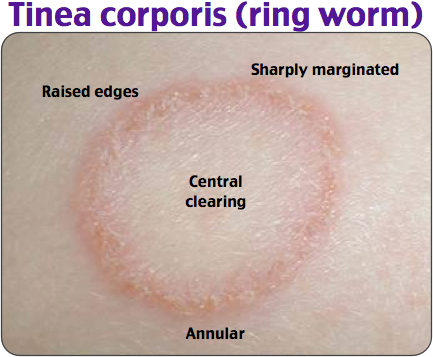 Tinea corporis (ring worm)
Sharply marginated
Raised edges
Central
clearing
Annular